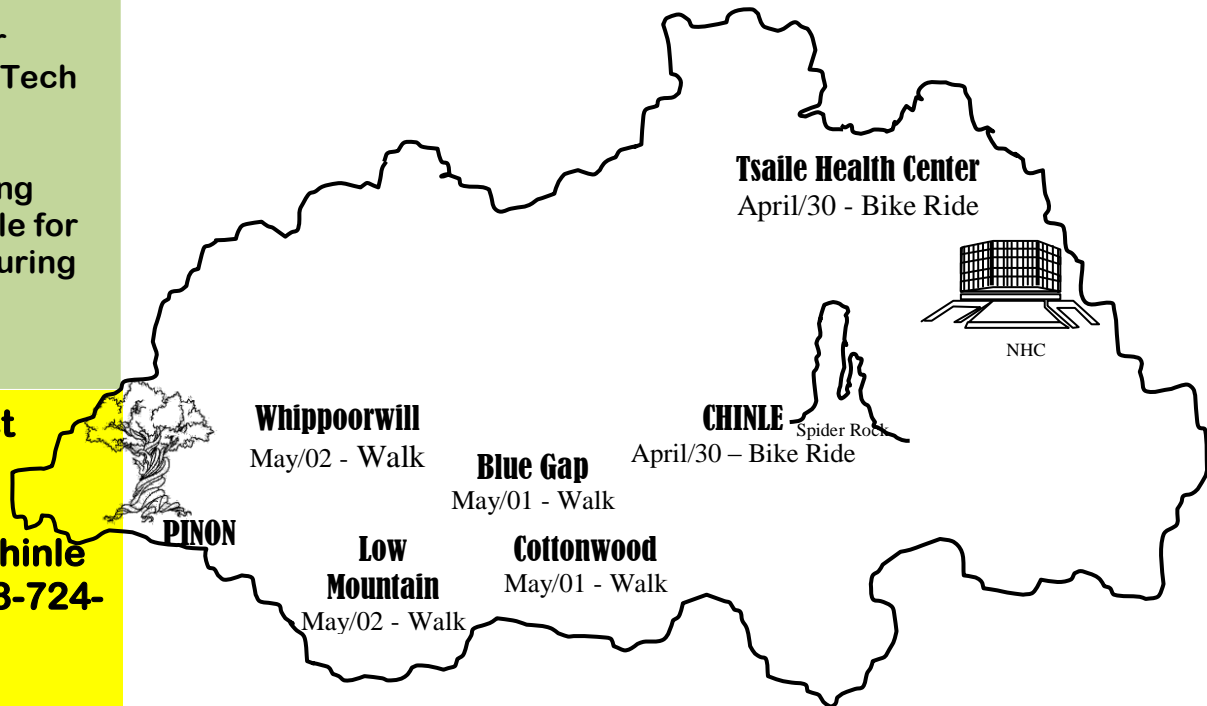 Tech
ng
le for
uring
st
hinle
3-724-
Tsaile Health Center
April/30 - Bike Ride
NHC
CHINLE
Spider Rock
April/30 – Bike Ride
Whippoorwill
May/02 - Walk
Blue Gap
May/01 - Walk
PINON
Low
Mountain
May/02 - Walk
Cottonwood
May/01 - Walk